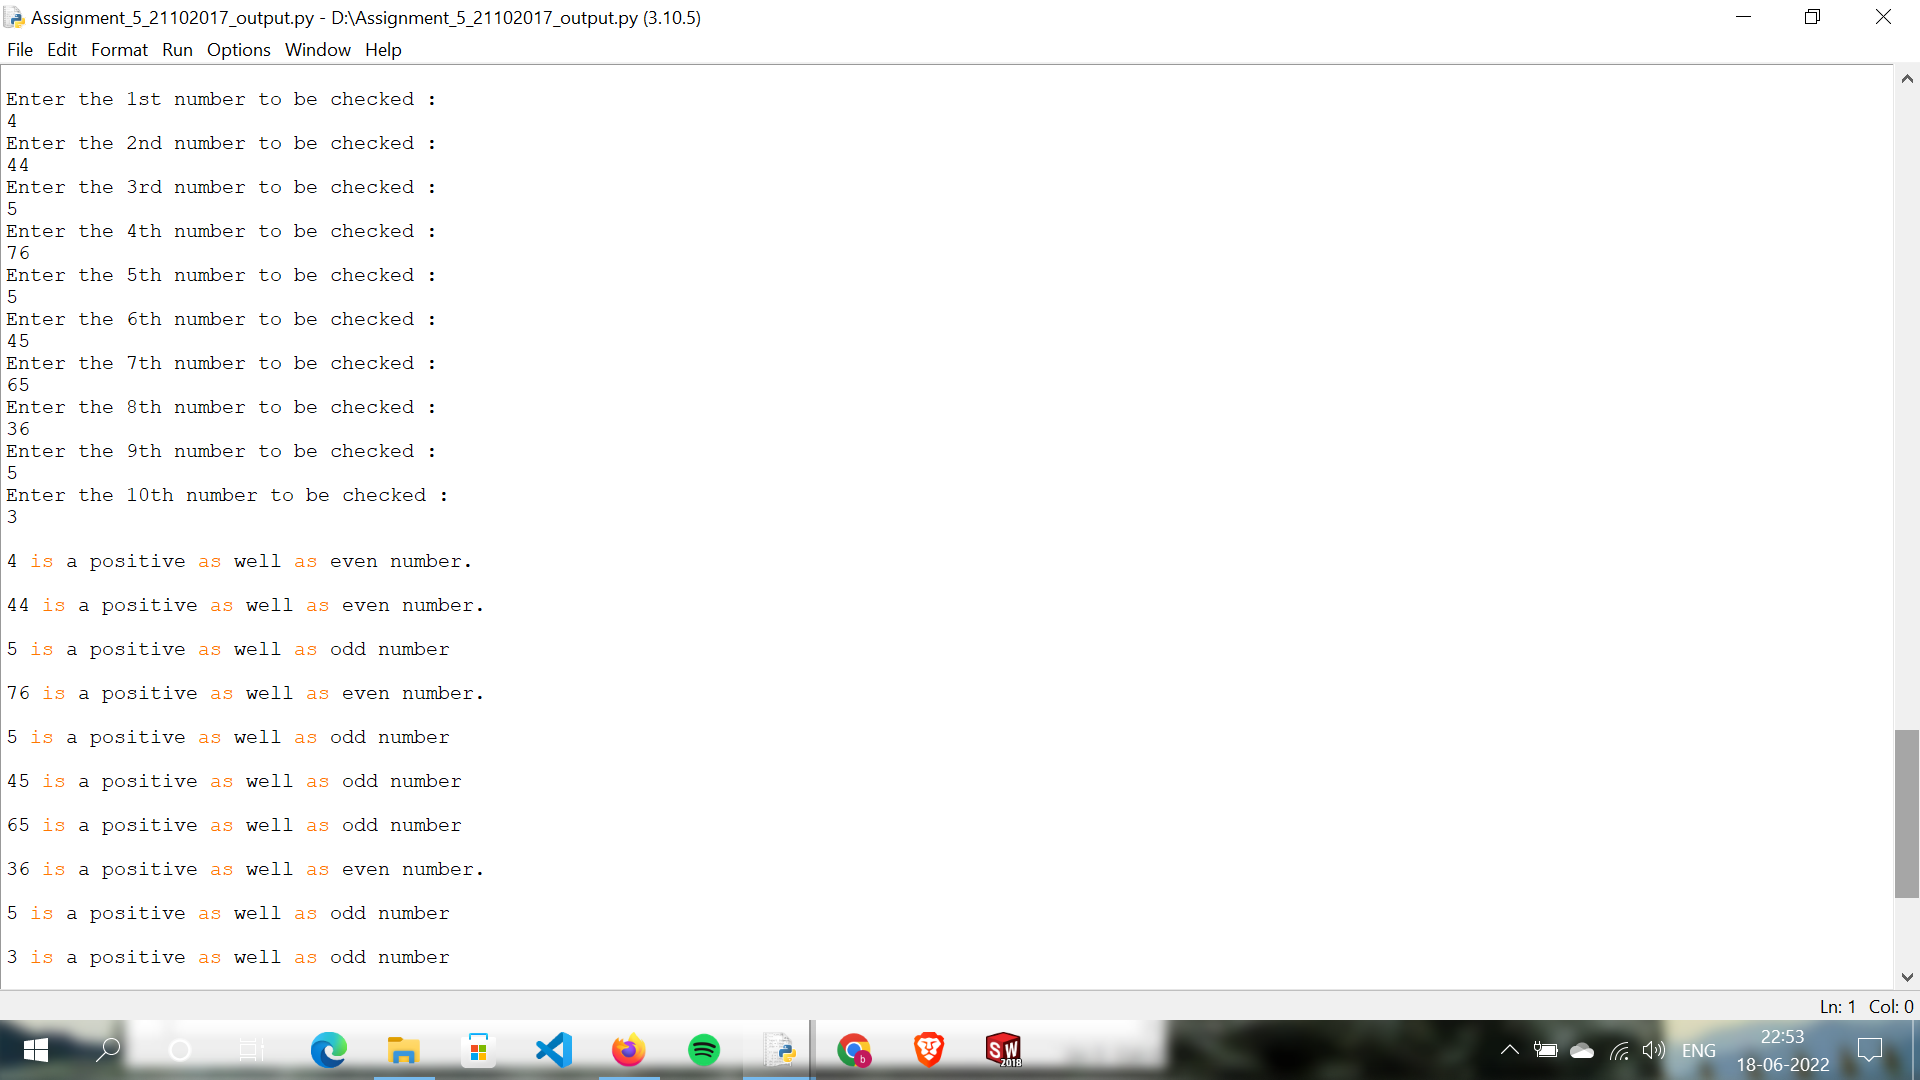 Assignment_5_21102017_output.py - D:\Assignment_5_21102017_output.py (3.10.5)
File Edit Format Run Options Window Help
Enter the 1st number to be checked :
4
Enter the 2nd number to be checked :
44
Enter the 3rd number to be checked :
5
Enter the 4th number to be checked :
76
Enter the 5th number to be checked :
5
Enter the 6th number to be checked :
45
Enter the 7th number to be checked :
65
Enter the 8th number to be checked :
36
Enter the 9th number to be checked :
5
Enter the 10th number to be checked :
3
4 is a positive as well as even number.
44 is a positive as well as even number.
5 is a positive as well as odd number
76 is a positive as well as even number.
5 is a positive as well as odd number
45 is a positive as well as odd number
65 is a positive as well as odd number
36 is a positive as well as even number.
5 is a positive as well as odd number
3 is a positive as well as odd number
Ln: 1 Col: 0
b
SW
2018
ENG
22:53
18-06-2022